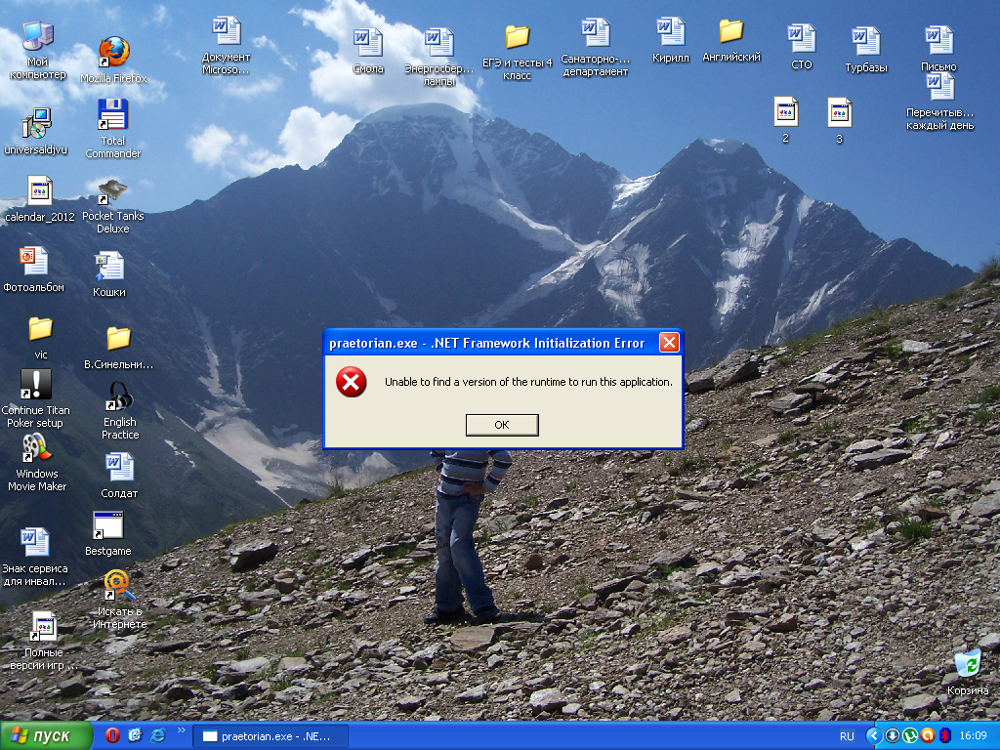 Мой
компьютер
Mozilla Firefox
Документ
Microso...
Смола
Энергосбер...
лампы
ЕГЭ и тесты 4
класс
Санаторно-...
департамент
Кирилл
Английский
СТО
Турбазы
Письмо
Перечитыв...
каждый день
2
3
universaldjvu
Total
Commander
calendar_2012
Pocket Tanks
Deluxe
Фотоальбом
Кошки
vic
В.Синельни...
Continue Titan
Poker setup
English
Practice
Windows
Movie Maker
Солдат
Bestgame
Знак сервиса
для инвал...
Искать в
Интернете
Полные
версии игр ...
praetorian.exe - .NET Framework Initialization Error
Unable to find a version of the runtime to run this application.
OK
Корзина
пуск
praetorian.exe - .NE...
RU
16:09